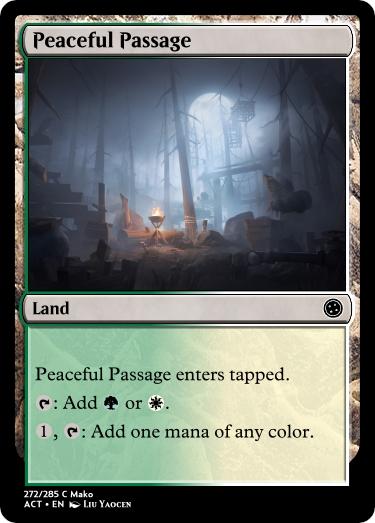 Peaceful Passage
Land
Peaceful Passage enters tapped.
: Add or .
1, : Add one mana of any color.
272/285 C Mako
ACT • EN Liu Yaocen